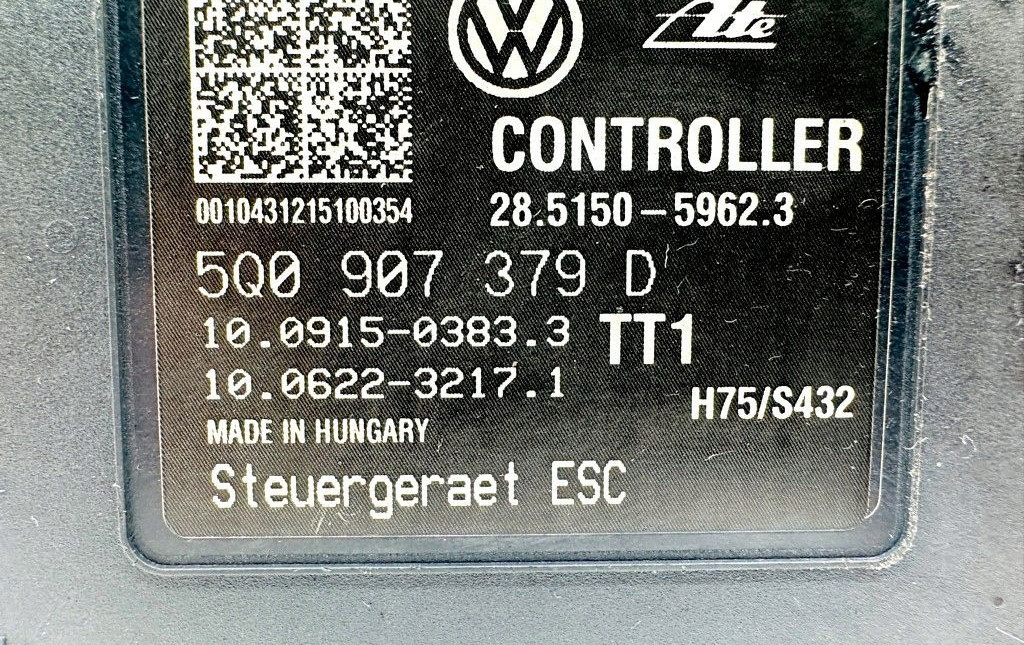 Ate
CONTROLLER
0010431215100354
28.5150-5962.3
5Q0 907 379 D
10.0915-0383.3 TT1
10.0622-3217.1
H75/S432
MADE IN HUNGARY
Steuergeraet ESC